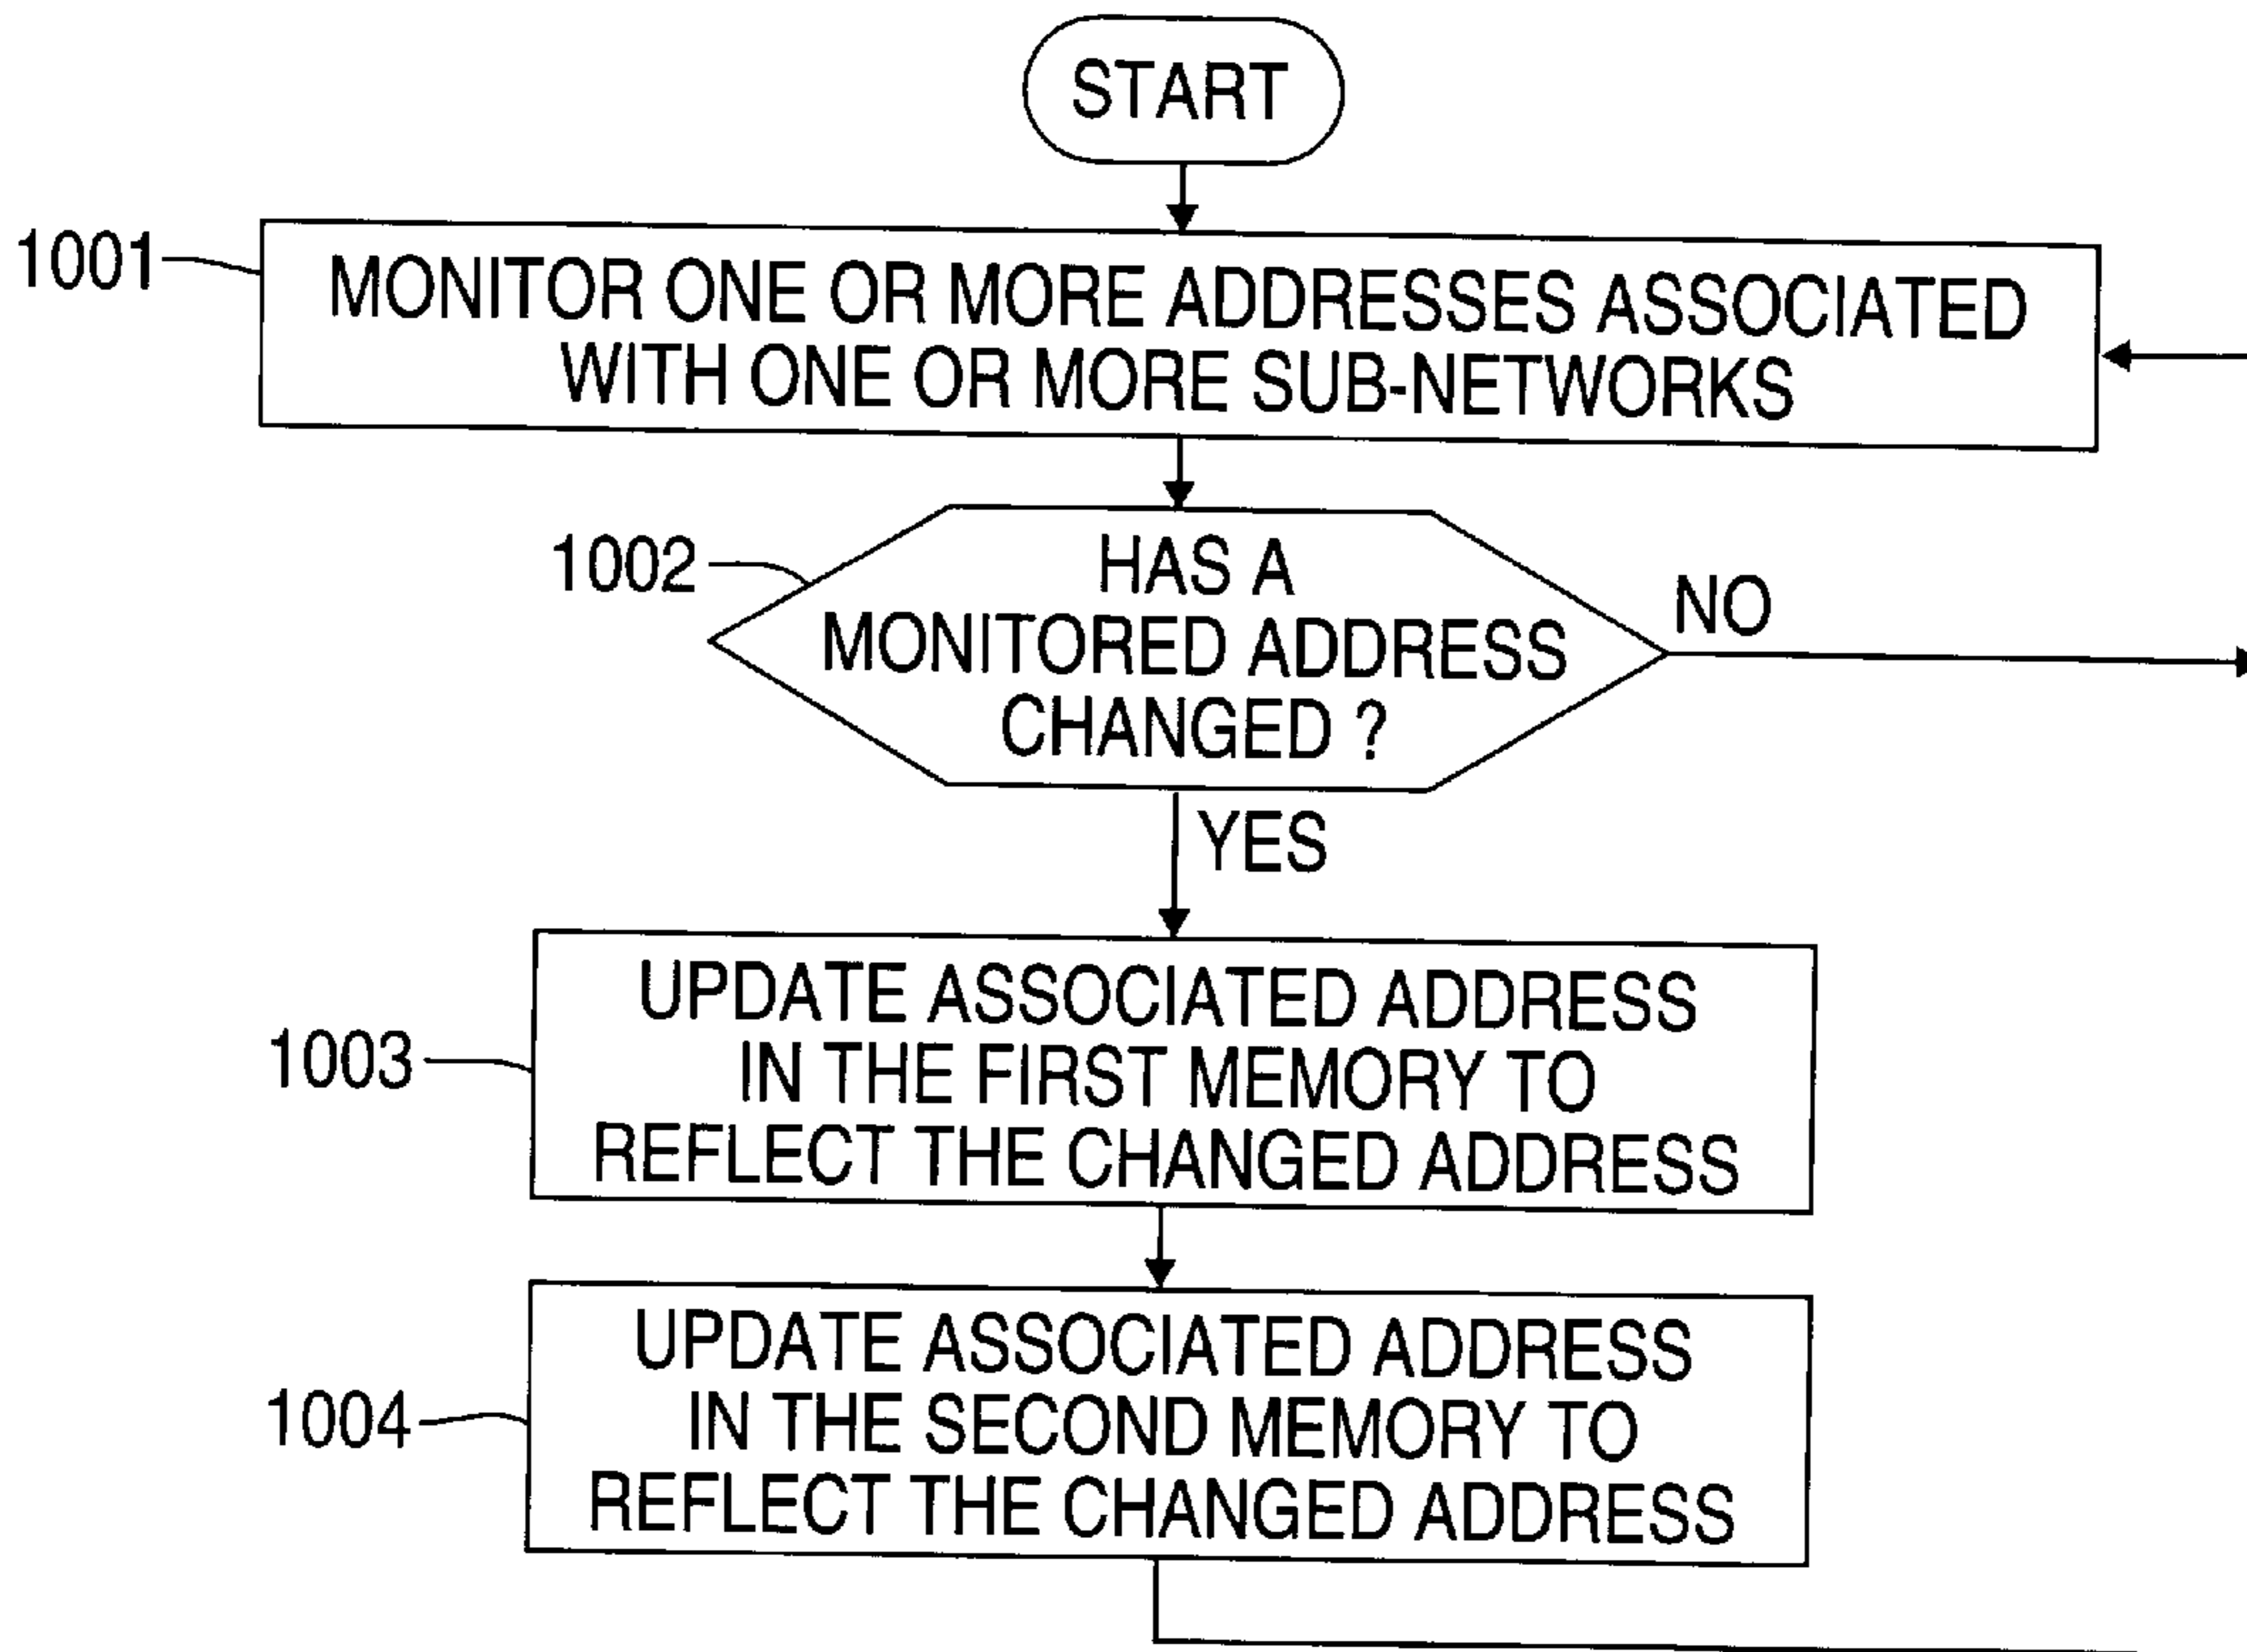 START
1001
MONITOR ONE OR MORE ADDRESSES ASSOCIATED
WITH ONE OR MORE SUB-NETWORKS
1002
HAS A
MONITORED ADDRESS
CHANGED ?
NO
YES
1003
UPDATE ASSOCIATED ADDRESS
IN THE FIRST MEMORY TO
REFLECT THE CHANGED ADDRESS
1004
UPDATE ASSOCIATED ADDRESS
IN THE SECOND MEMORY TO
REFLECT THE CHANGED ADDRESS